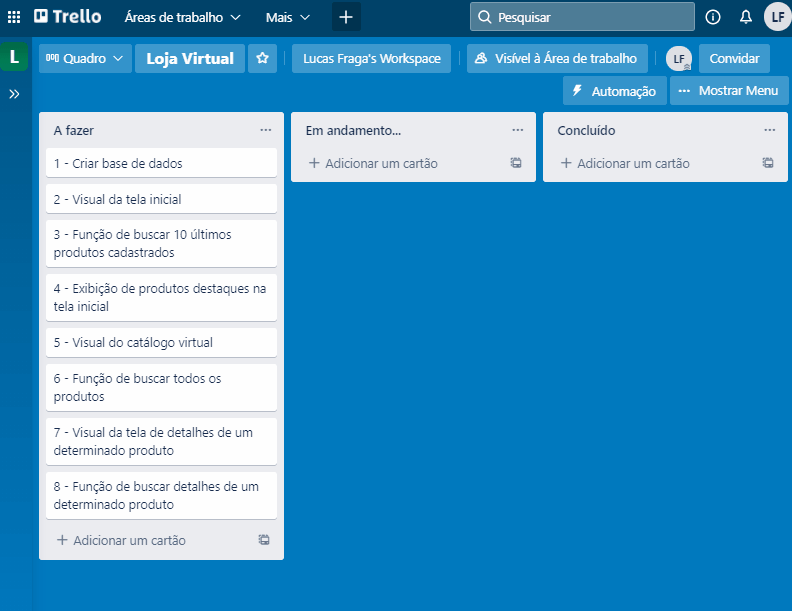 Trello Áreas de trabalho Mais Pesquisar LF
L Quadro Loja Virtual Lucas Fraga's Workspace Visível à Área de trabalho LF Convidar
Automação ... Mostrar Menu
A fazer
1 - Criar base de dados
2 - Visual da tela inicial
3 - Função de buscar 10 últimos
produtos cadastrados
4 - Exibição de produtos destaques na
tela inicial
5 - Visual do catálogo virtual
6 - Função de buscar todos os
produtos
7 - Visual da tela de detalhes de um
determinado produto
8 - Função de buscar detalhes de um
determinado produto
+ Adicionar um cartão
Em andamento...
+ Adicionar um cartão
Concluído
+ Adicionar um cartão